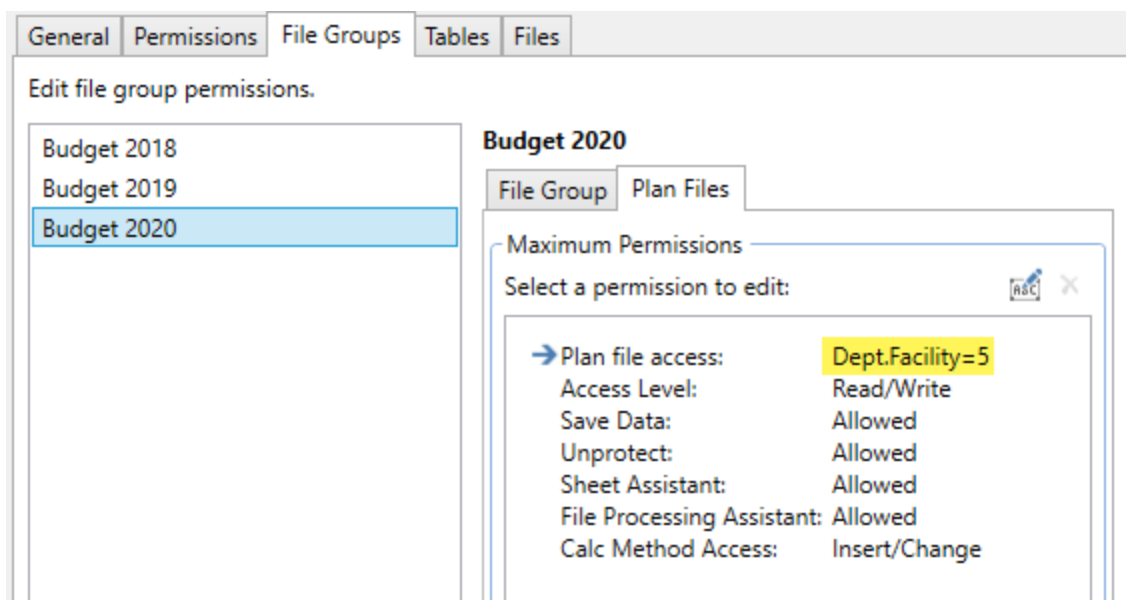 General Permissions File Groups Tables Files
Edit file group permissions.
Budget 2018
Budget 2019
Budget 2020
Budget 2020
File Group Plan Files
Maximum Permissions
Select a permission to edit:
ABC
Plan file access: Dept.Facility=5
Access Level: Read/Write
Save Data: Allowed
Unprotect: Allowed
Sheet Assistant: Allowed
File Processing Assistant: Allowed
Calc Method Access: Insert/Change